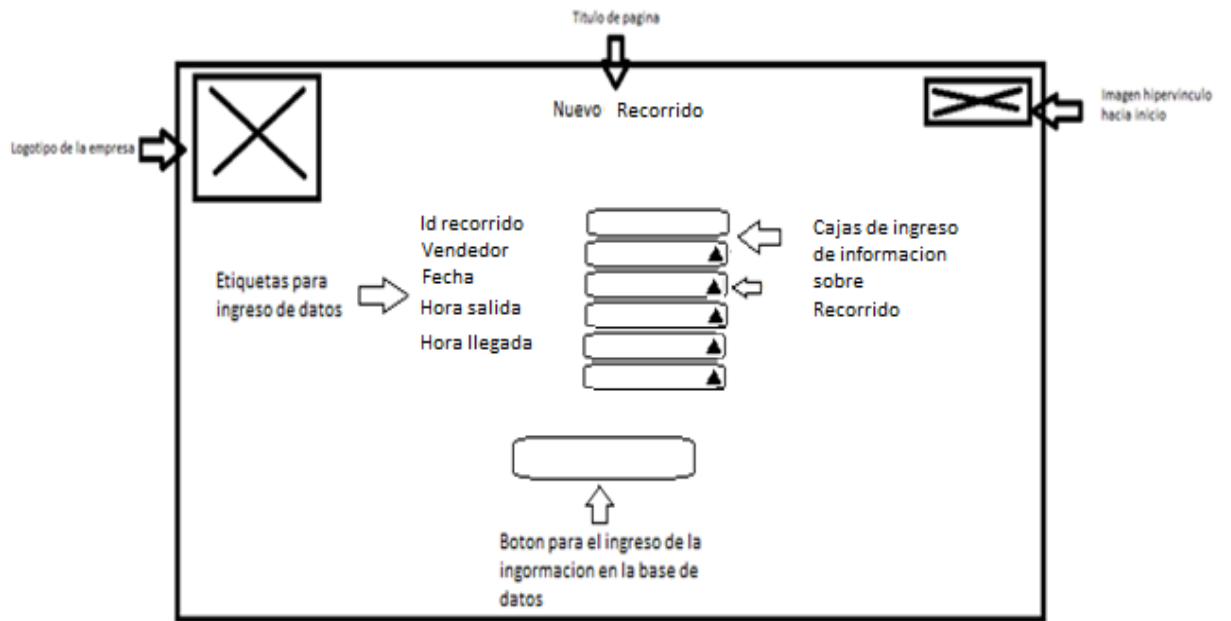 Titulo de pagina
Nuevo Recorrido
Imagen hipervinculo
hacia inicio
Logotipo de la empresa
Id recorrido
Vendedor
Fecha
Hora salida
Hora llegada
Etiquetas para
ingreso de datos
Cajas de ingreso
de informacion
sobre
Recorrido
Boton para el ingreso de la
ingormacion en la base de
datos